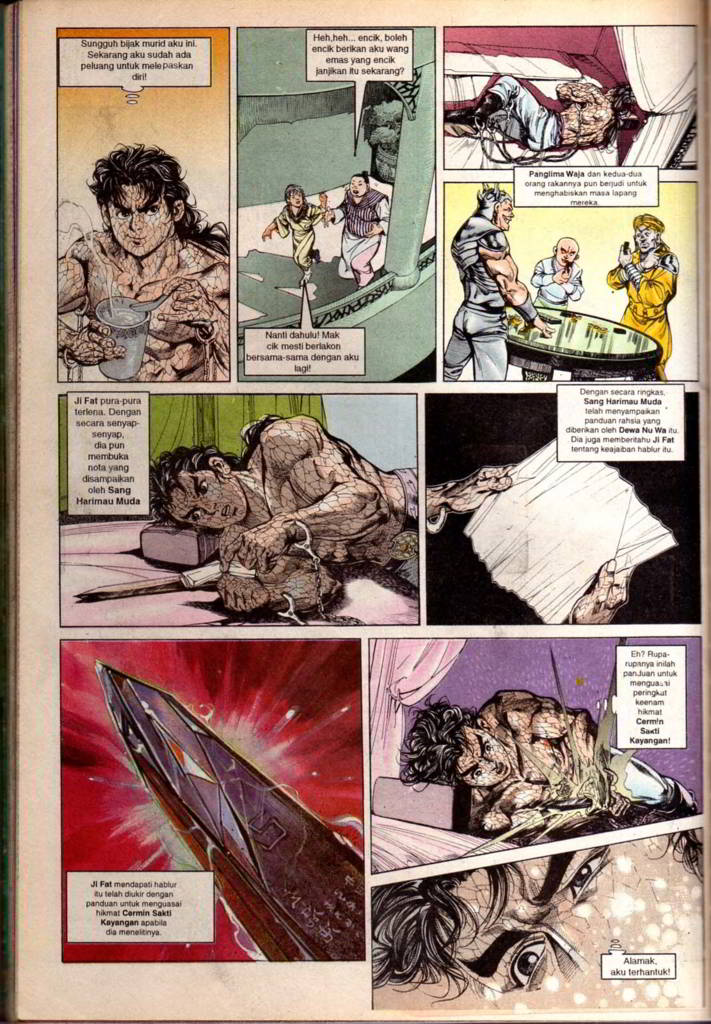 Sungguh bijak murid aku ini.
Sekarang aku sudah ada
peluang untuk melepaskan
diri!
Heh,heh... encik, boleh
encik berikan aku wang
emas yang encik
janjikan itu sekarang?
Nanti dahulu! Mak
cik mesti berlakon
bersama-sama dengan aku
lagi!
Panglima Waja dan kedua-dua
orang rakannya pun berjudi untuk
menghabiskan masa lapang
mereka.
Ji Fat pura-pura
terlena. Dengan
secara senyap-
senyap,
dia pun
membuka
nota yang
disampaikan
oleh Sang
Harimau Muda
Dengan secara ringkas,
Sang Harimau Muda
telah menyampaikan
panduan rahsia yang
diberikan oleh Dewa Nu Wa itu.
Dia juga memberitahu Ji Fat
tentang keajaiban hablur itu.
Ji Fat mendapati hablur
itu telah diukir dengan
panduan untuk menguasai
hikmat Cermin Sakti
Kayangan apabila
dia menelitinya.
Eh? Rupa-
rupanya inilah
panduan untuk
menguasai
peringkat
keenam
hikmat
Cermin
Sakti
Kayangan!
Alamak,
aku terhantuk!